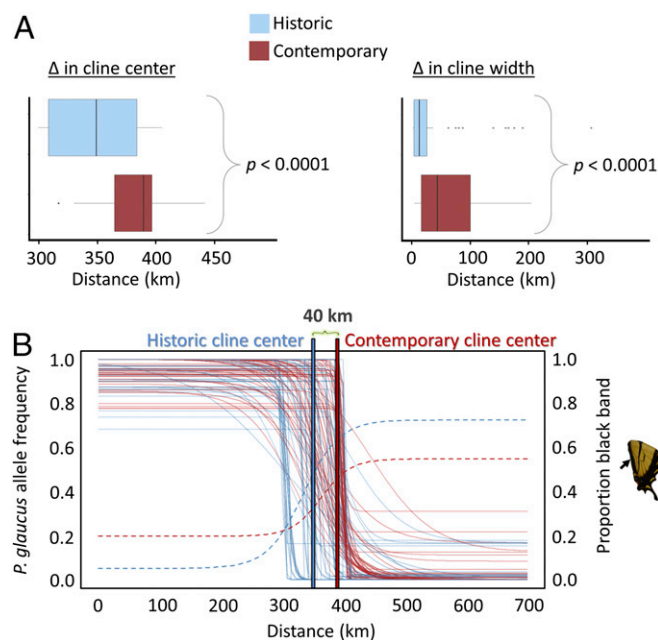 A
Historic
Contemporary
Δ in cline center
Δ in cline width
p < 0.0001
p < 0.0001
300 350 400 450
Distance (km)
0 100 200 300
Distance (km)
40 km
B
Historic cline center
Contemporary cline center
P. glaucus allele frequency
1.0
0.8
0.6
0.4
0.2
0.0
1.0
0.8
0.6
0.4
0.2
0.0
Proportion black band
0 100 200 300 400 500 600 700
Distance (km)